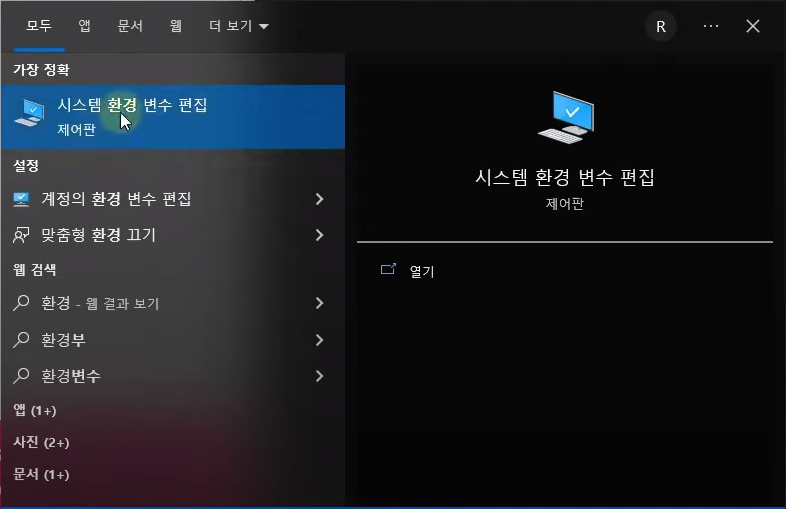 모두 앱 문서 웹 더 보기 R ···
가장 정확
시스템 환경 변수 편집
제어판
설정
계정의 환경 변수 편집
맞춤형 환경 끄기
웹 검색
환경 - 웹 결과 보기
환경부
환경변수
앱 (1+)
사진 (2+)
문서 (1+)
시스템 환경 변수 편집
제어판
열기